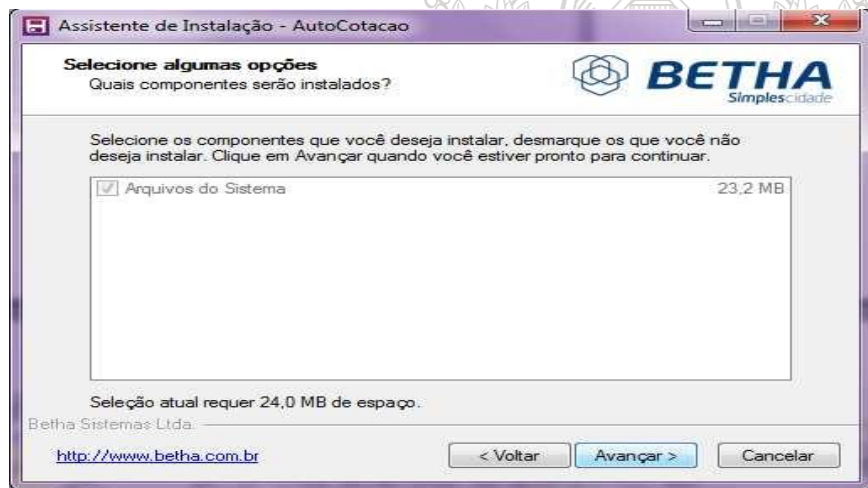 Assistente de Instalação - AutoCotacao
Selecione algumas opções
Quais componentes serão instalados?
BETHA
Simplescidade
Selecione os componentes que você deseja instalar, desmarque os que você não
deseja instalar. Clique em Avançar quando você estiver pronto para continuar.
Arquivos do Sistema 23,2 MB
Seleção atual requer 24,0 MB de espaço.
Betha Sistemas Ltda.
http://www.betha.com.br
< Voltar Avançar > Cancelar